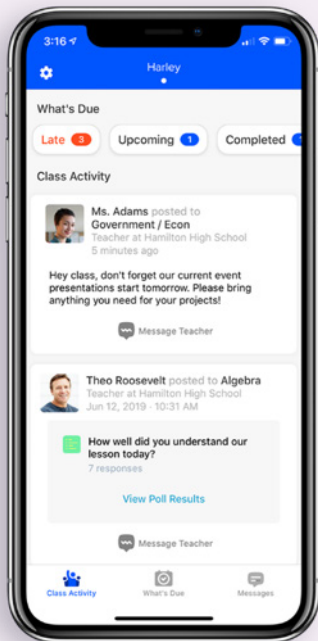 3:16
Harley
What's Due
Late 3
Upcoming 1
Completed
Class Activity
Ms. Adams posted to
Government / Econ
Teacher at Hamilton High School
5 minutes ago
Hey class, don't forget our current event
presentations start tomorrow. Please bring
anything you need for your projects!
Message Teacher
Theo Roosevelt posted to Algebra
Teacher at Hamilton High School
Jun 12, 2019 · 10:31 AM
How well did you understand our
lesson today?
7 responses
View Poll Results
Message Teacher
Class Activity
What's Due
Messages